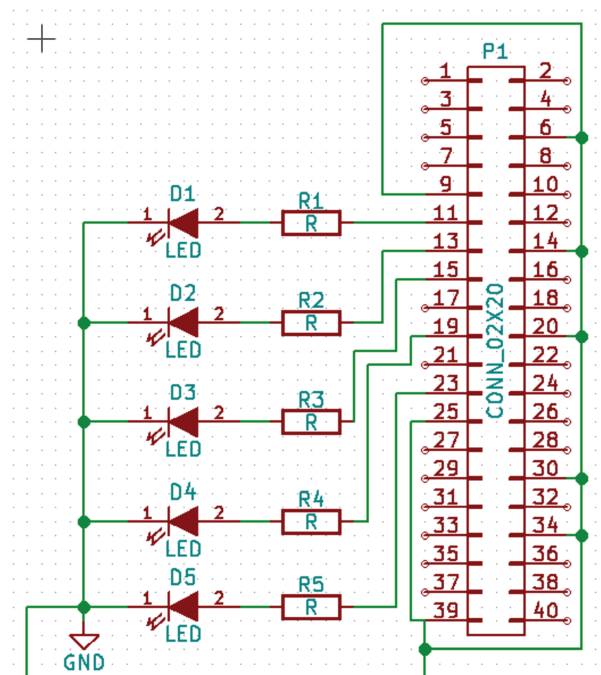 P1
1 2
3 4
5 6
7 8
9 10
D1
1 2 R1
R
LED
11 12
13 14
15 16
D2
1 2 R2
R
LED
17 18
19 20
21 22
CONN_02X20
D3
1 2 R3
R
LED
23 24
25 26
27 28
D4
1 2 R4
R
LED
29 30
31 32
33 34
D5
1 2 R5
R
LED
35 36
37 38
39 40
GND